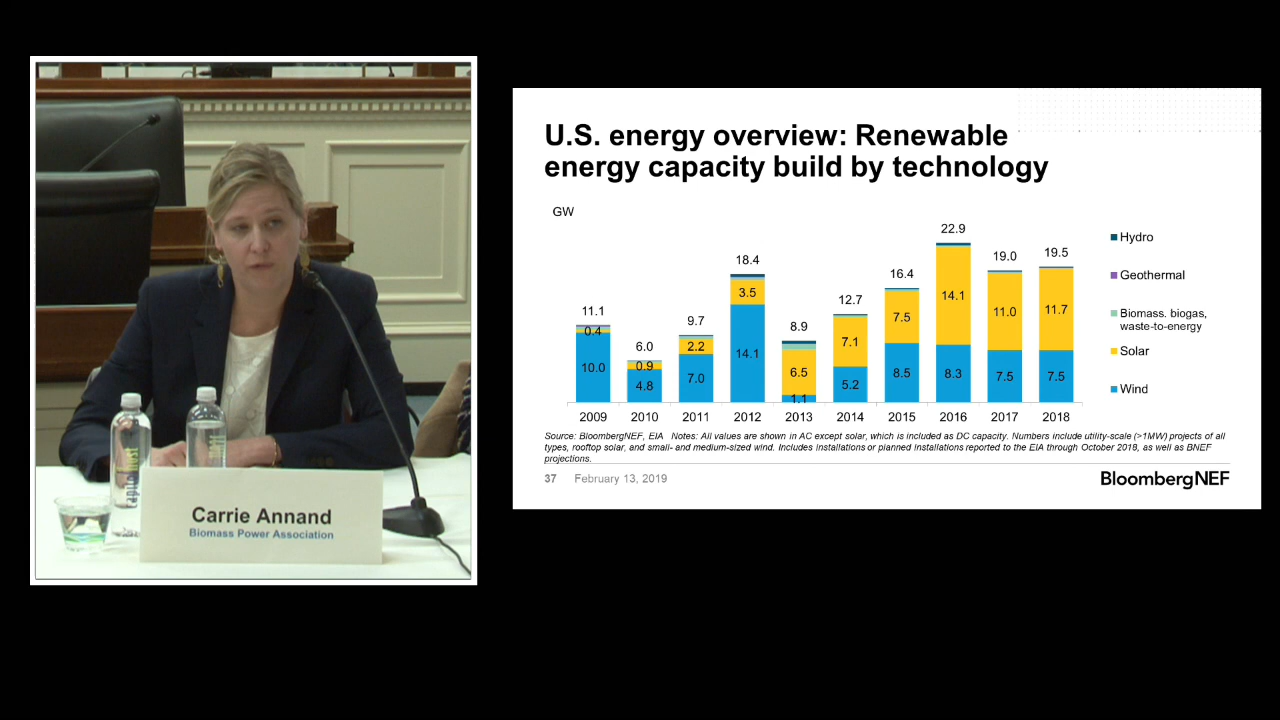 U.S. energy overview: Renewable
energy capacity build by technology
GW
11.1
0.4
10.0
6.0
0.9
4.8
9.7
2.2
7.0
18.4
3.5
14.1
8.9
6.5
1.1
12.7
7.1
5.2
16.4
7.5
8.5
22.9
14.1
8.3
19.0
11.0
7.5
19.5
11.7
7.5
2009 2010 2011 2012 2013 2014 2015 2016 2017 2018
Hydro
Geothermal
Biomass. biogas,
waste-to-energy
Solar
Wind
Source: BloombergNEF, EIA Notes: All values are shown in AC except solar, which is included as DC capacity. Numbers include utility-scale (>1MW) projects of all
types, rooftop solar, and small- and medium-sized wind. Includes installations or planned installations reported to the EIA through October 2018, as well as BNEF
projections.
37 February 13, 2019
BloombergNEF
Carrie Annand
Biomass Power Association